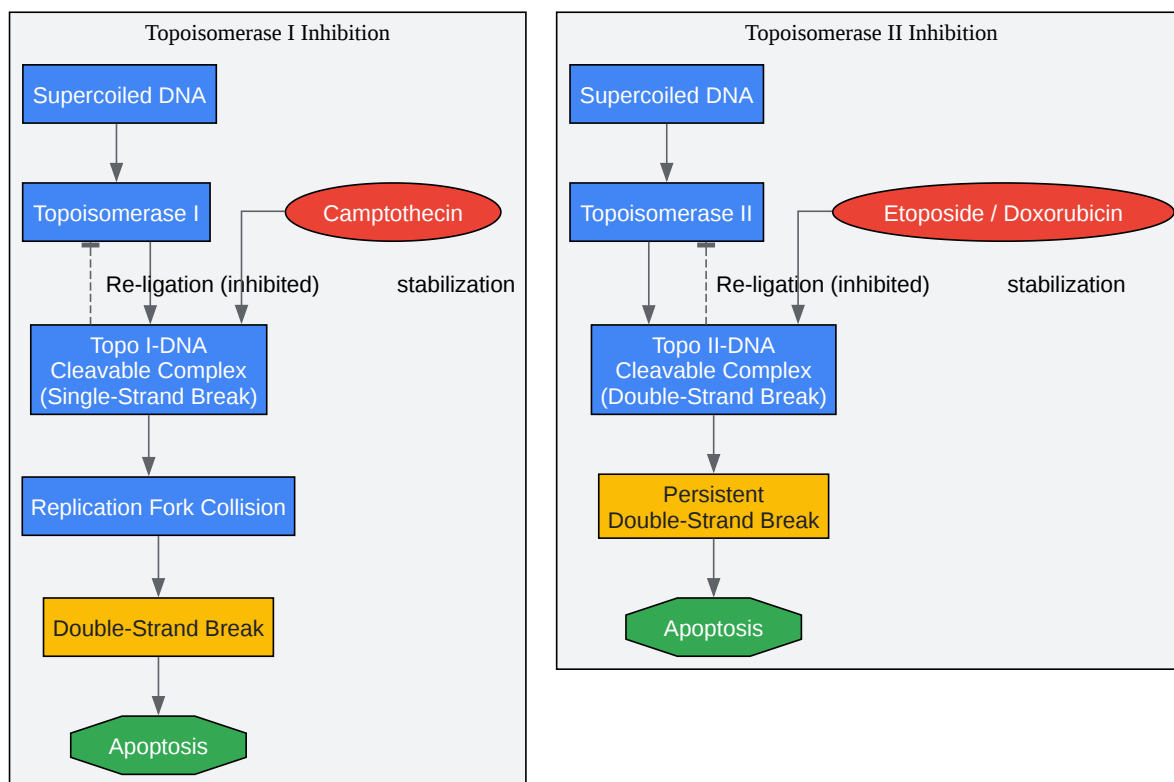 Topoisomerase I Inhibition
Supercoiled DNA
Topoisomerase I
Camptothecin
Re-ligation (inhibited)
stabilization
Topo I-DNA
Cleavable Complex
(Single-Strand Break)
Replication Fork Collision
Double-Strand Break
Apoptosis
Topoisomerase II Inhibition
Supercoiled DNA
Topoisomerase II
Etoposide / Doxorubicin
Re-ligation (inhibited)
stabilization
Topo II-DNA
Cleavable Complex
(Double-Strand Break)
Persistent
Double-Strand Break
Apoptosis